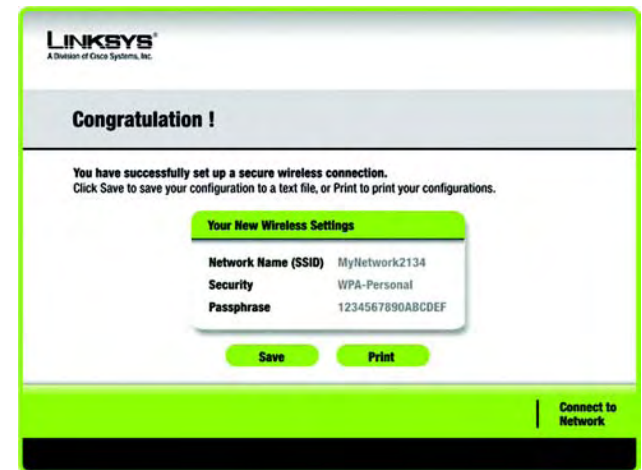 LINKSYS®
A Division of Cisco Systems, Inc.
Congratulation !
You have successfully set up a secure wireless connection.
Click Save to save your configuration to a text file, or Print to print your configurations.
Your New Wireless Settings
Network Name (SSID) MyNetwork2134
Security WPA-Personal
Passphrase 1234567890ABCDEF
Save Print
Connect to
Network